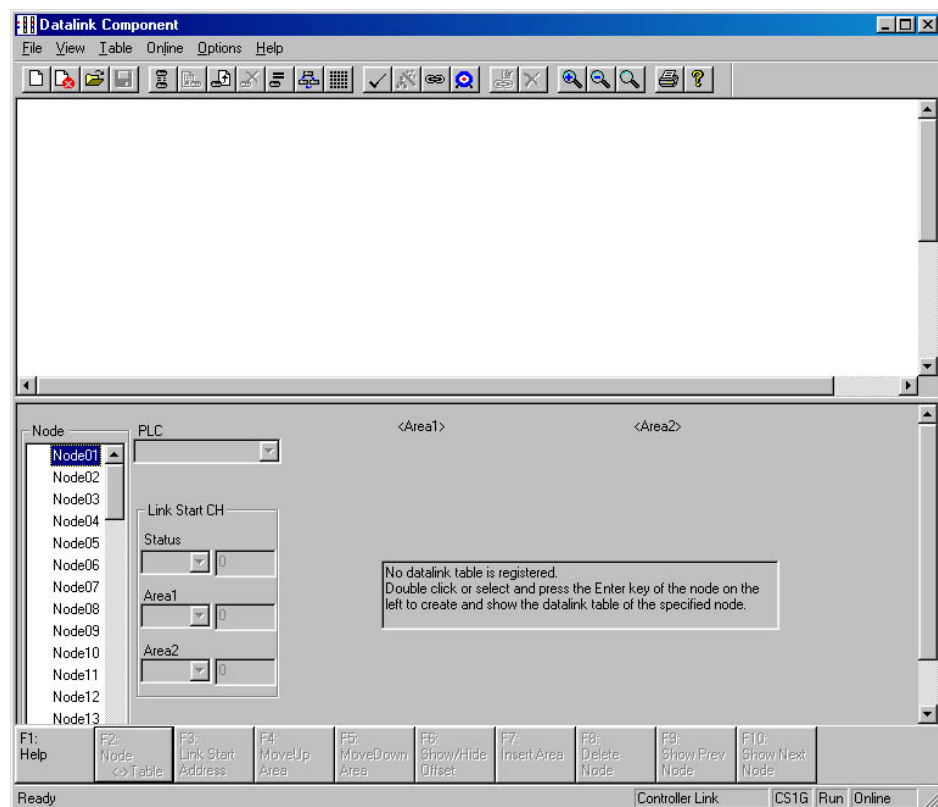 Datalink Component
File View Table Online Options Help
Node
PLC
<Area1>
<Area2>
Node01
Node02
Node03
Node04
Node05
Node06
Node07
Node08
Node09
Node10
Node11
Node12
Node13
Link Start CH
Status
0
Area1
0
Area2
0
No datalink table is registered.
Double click or select and press the Enter key of the node on the
left to create and show the datalink table of the specified node.
F1:
Help
F2:
Node
<->Table
F3:
Link Start
Address
F4:
MoveUp
Area
F5:
MoveDown
Area
F6:
Show/Hide
Offset
F7:
Insert Area
F8:
Delete
Node
F9:
Show Prev
Node
F10:
Show Next
Node
Ready
Controller Link
CS1G
Run
Online